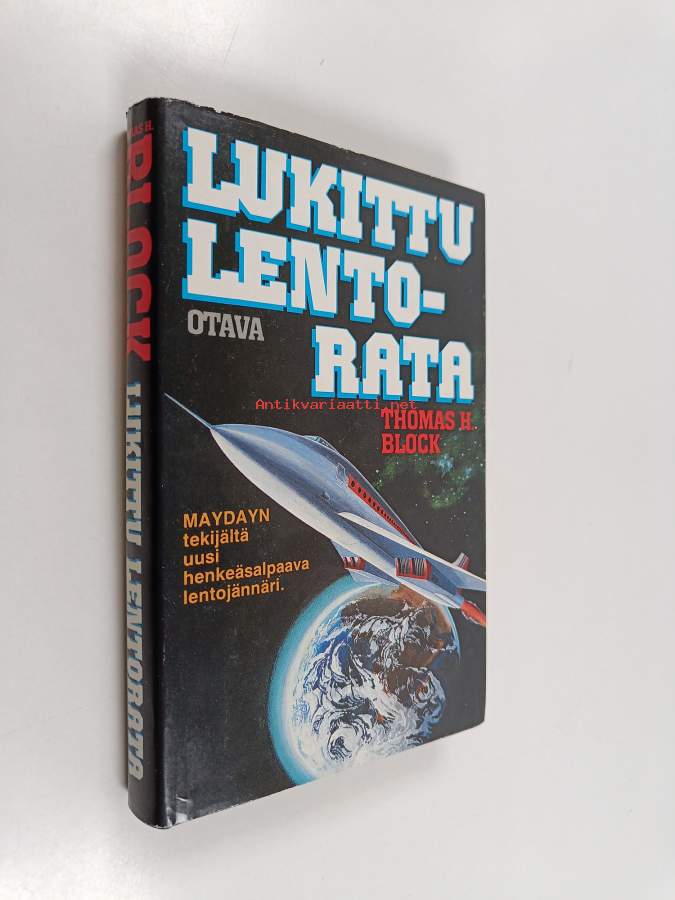 LUKITTU
LENTO-
RATA
OTAVA
THOMAS H.
BLOCK
Antikvariaatti.net
MAYDAYN
tekijältä
uusi
henkeäsalpaava
lentojännäri.
BLOCK LUKITTU LENTORATA